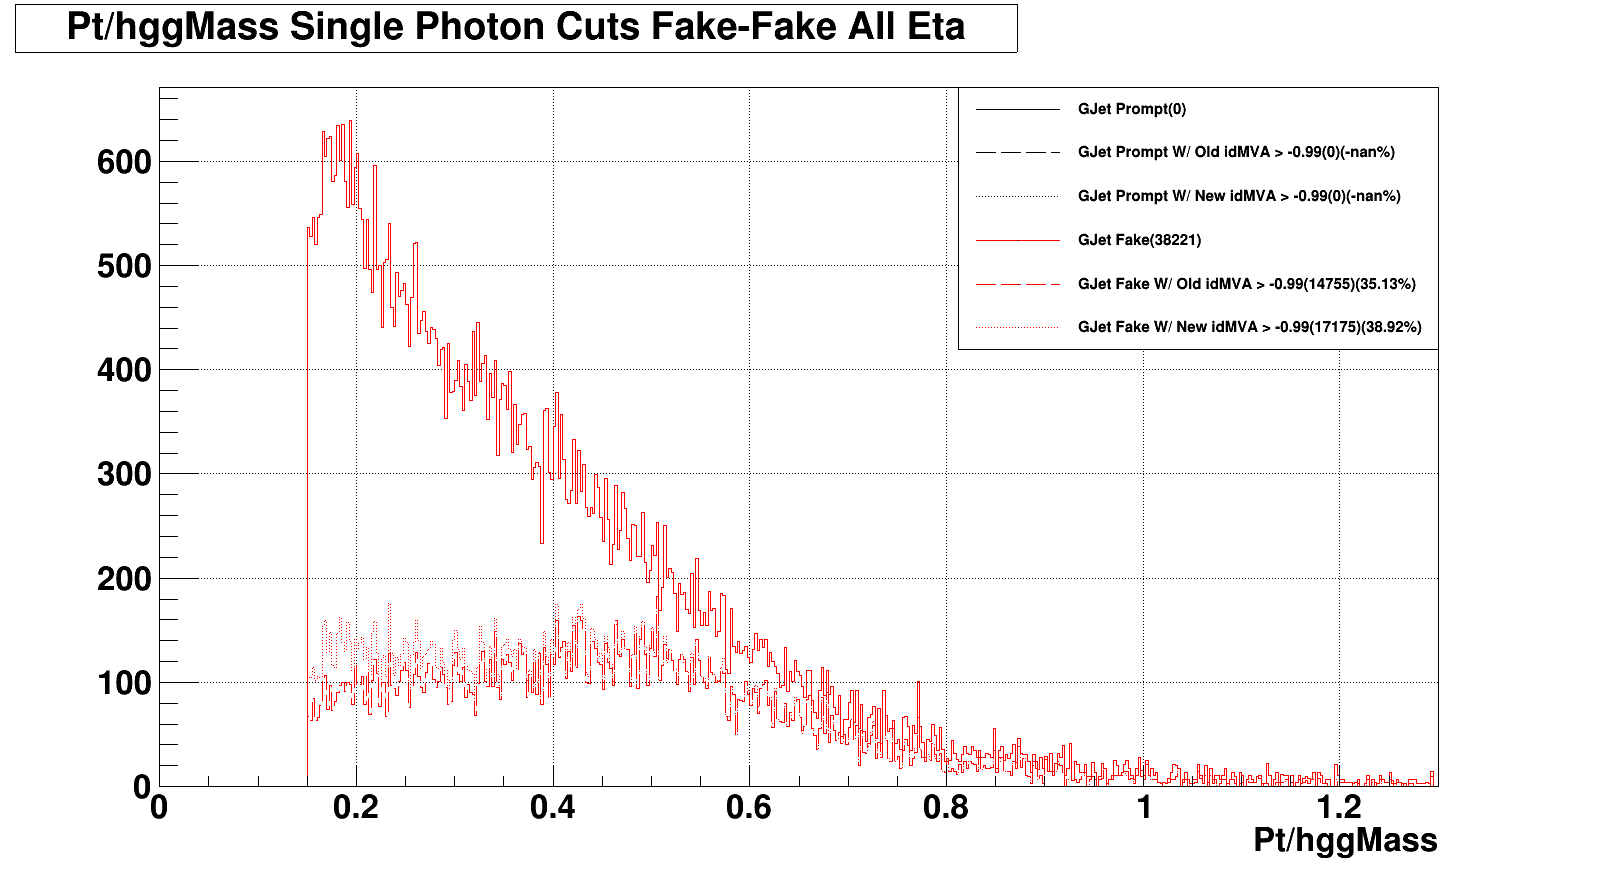 Pt/hggMass Single Photon Cuts Fake-Fake All Eta
GJet Prompt(0)
GJet Prompt W/ Old idMVA > -0.99(0)(-nan%)
GJet Prompt W/ New idMVA > -0.99(0)(-nan%)
GJet Fake(38221)
GJet Fake W/ Old idMVA > -0.99(14755)(35.13%)
GJet Fake W/ New idMVA > -0.99(17175)(38.92%)
600
500
400
300
200
100
0
0 0.2 0.4 0.6 0.8 1 1.2
Pt/hggMass